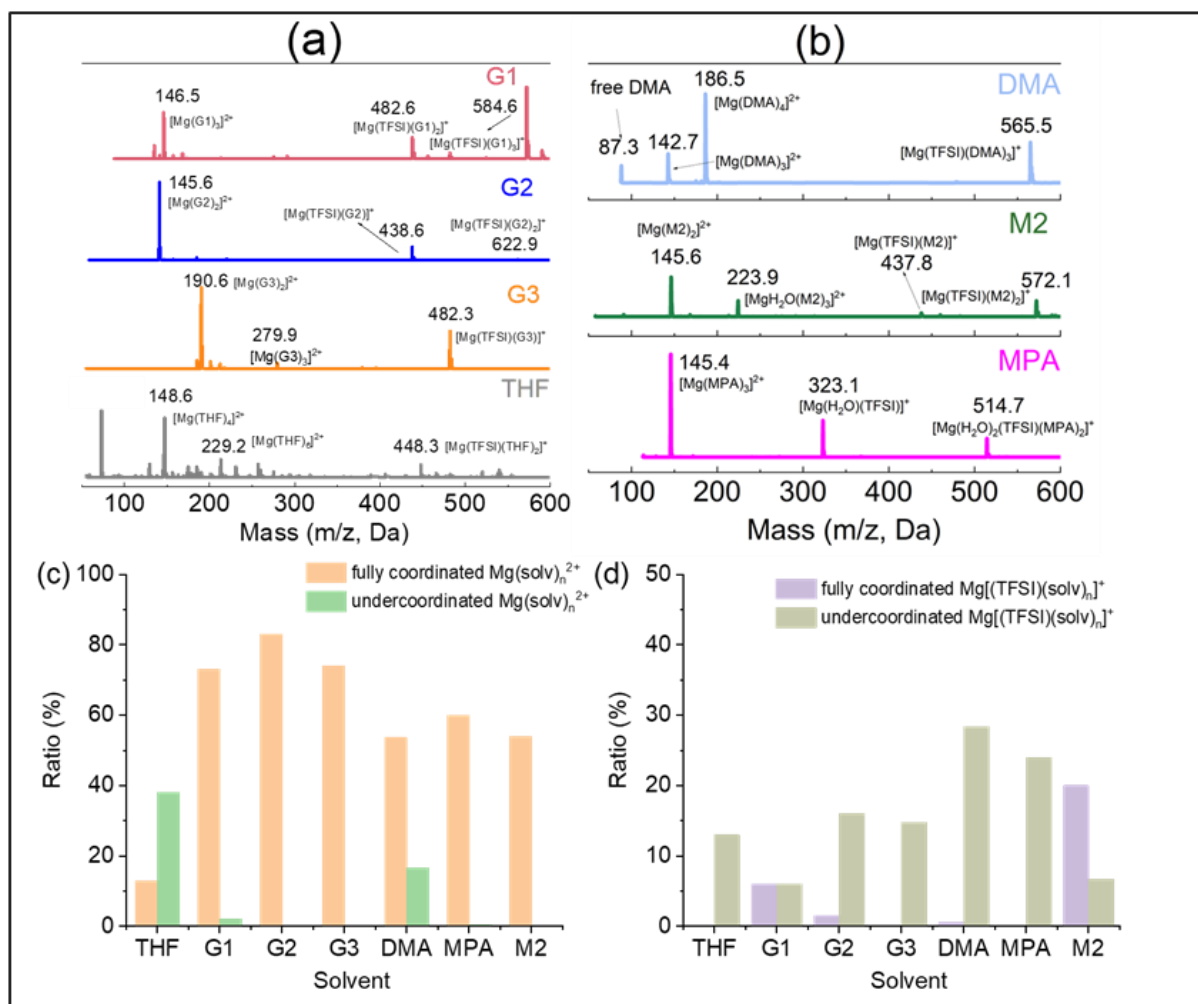 (a)
G1
146.5
[Mg(G1)₃]²⁺
482.6
[Mg(TFSI)(G1)₂]⁺
584.6
[Mg(TFSI)(G1)₃]⁺
G2
145.6
[Mg(G2)₂]²⁺
[Mg(TFSI)(G2)]⁺
438.6
[Mg(TFSI)(G2)₂]⁺
622.9
G3
190.6 [Mg(G3)₂]²⁺
279.9
[Mg(G3)₃]²⁺
482.3
[Mg(TFSI)(G3)]⁺
THF
148.6
[Mg(THF)₄]²⁺
229.2
448.3 [Mg(TFSI)(THF)₂]⁺
100 200 300 400 500 600
Mass (m/z, Da)
(b)
DMA
free DMA
87.3
142.7
[Mg(DMA)₃]²⁺
186.5
[Mg(DMA)₄]²⁺
565.5
[Mg(TFSI)(DMA)₃]⁺
M2
[Mg(M2)₂]²⁺
145.6
223.9
[MgH₂O(M2)₃]²⁺
[Mg(TFSI)(M2)]⁺
437.8
[Mg(TFSI)(M2)₂]⁺
572.1
MPA
145.4
[Mg(MPA)₃]²⁺
323.1
[Mg(H₂O)(TFSI)]⁺
514.7
[Mg(H₂O)₂(TFSI)(MPA)₂]⁺
100 200 300 400 500 600
Mass (m/z, Da)
(c)
fully coordinated Mg(solv)ₙ²⁺
undercoordinated Mg(solv)ₙ²⁺
100
80
60
40
20
0
Ratio (%)
THF G1 G2 G3 DMA MPA M2
Solvent
(d)
fully coordinated Mg[(TFSI)(solv)ₙ]⁺
undercoordinated Mg[(TFSI)(solv)ₙ]⁺
50
40
30
20
10
0
Ratio (%)
THF G1 G2 G3 DMA MPA M2
Solvent